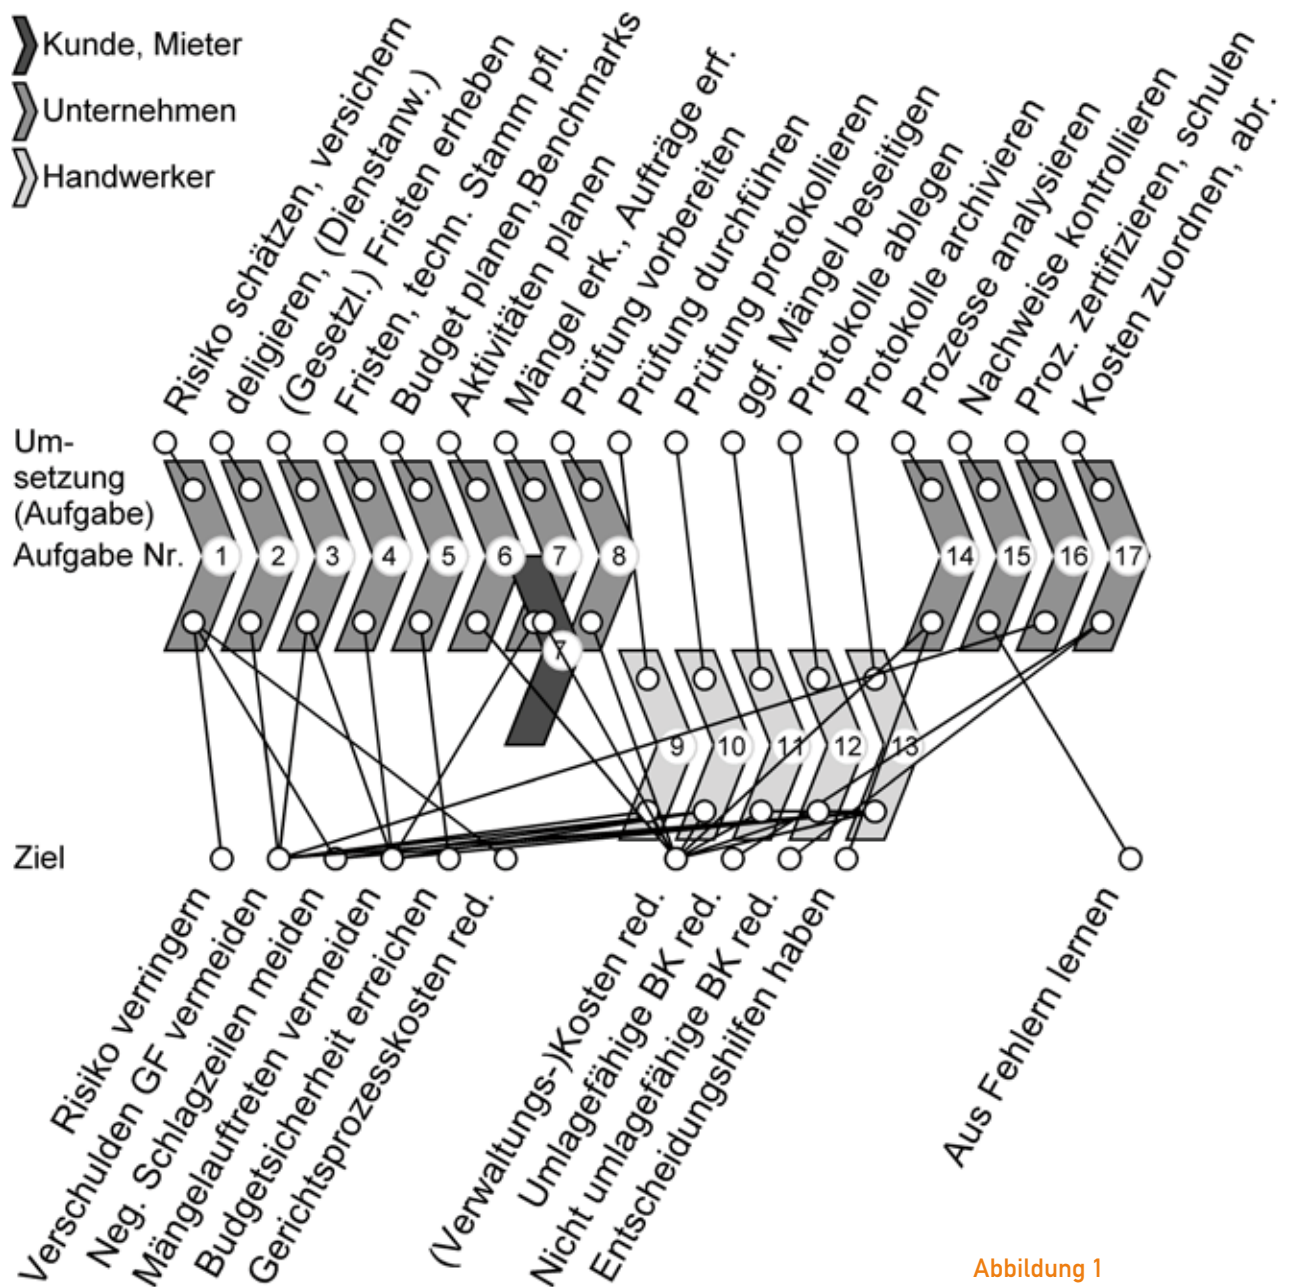 Kunde, Mieter
Unternehmen
Handwerker
Risiko schätzen, versichern
deligieren, (Dienstanw.)
(Gesetzl.) Fristen erheben
Fristen, techn. Stamm pfl.
Budget planen,Benchmarks
Aktivitäten planen
Mängel erk., Aufträge erf.
Prüfung vorbereiten
Prüfung durchführen
Prüfung protokollieren
ggf. Mängel beseitigen
Protokolle ablegen
Protokolle archivieren
Prozesse analysieren
Nachweise kontrollieren
Proz. zertifizieren, schulen
Kosten zuordnen, abr.
Um-
setzung
(Aufgabe)
Aufgabe Nr.
1
2
3
4
5
6
7
8
14
15
16
17
7
9
10
11
12
13
Ziel
Risiko verringern
Verschulden GF vermeiden
Neg. Schlagzeilen meiden
Mängelauftreten vermeiden
Budgetsicherheit erreichen
Gerichtsprozesskosten red.
(Verwaltungs-)Kosten red.
Umlagefähige BK red.
Nicht umlagefähige BK red.
Entscheidungshilfen haben
Aus Fehlern lernen
Abbildung 1